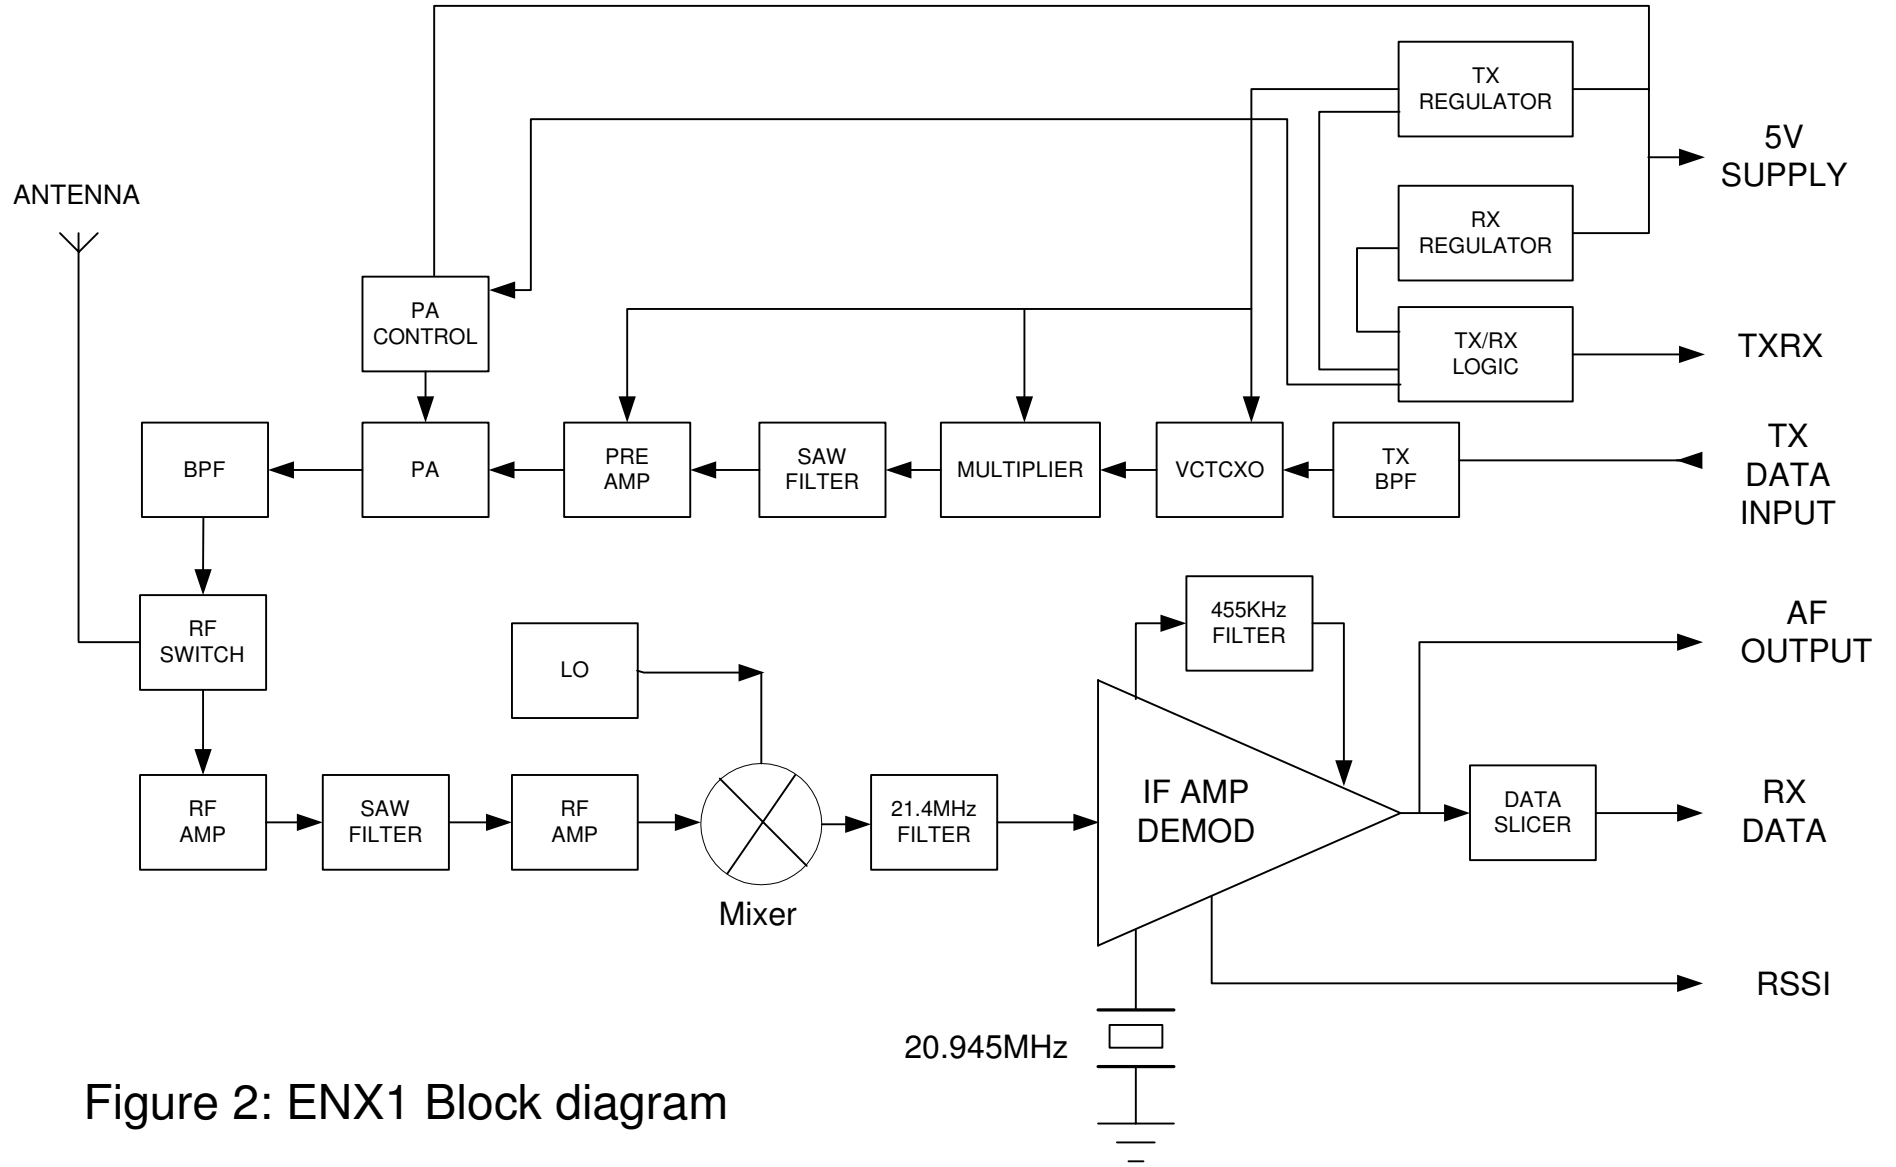 TX
REGULATOR
5V
SUPPLY
ANTENNA
RX
REGULATOR
PA
CONTROL
TX/RX
LOGIC
TXRX
BPF
PA
PRE
AMP
SAW
FILTER
MULTIPLIER
VCTCXO
TX
BPF
TX
DATA
INPUT
RF
SWITCH
LO
455KHz
FILTER
AF
OUTPUT
RF
AMP
SAW
FILTER
RF
AMP
Mixer
21.4MHz
FILTER
IF AMP
DEMOD
DATA
SLICER
RX
DATA
RSSI
20.945MHz
Figure 2: ENX1 Block diagram